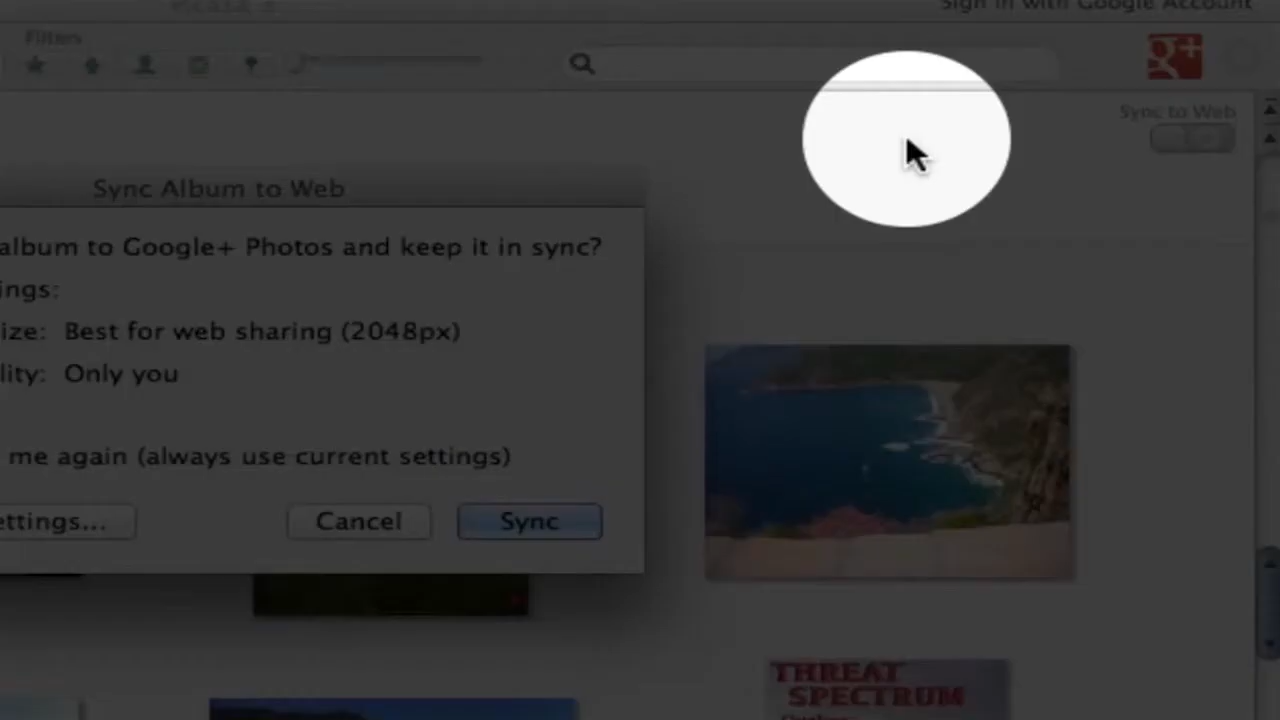 Sign in with Google Account
Filters
g+
Sync to Web
Sync Album to Web
album to Google+ Photos and keep it in sync?
ings:
ize: Best for web sharing (2048px)
lity: Only you
me again (always use current settings)
ettings...
Cancel
Sync
THREAT
SPECTRUM